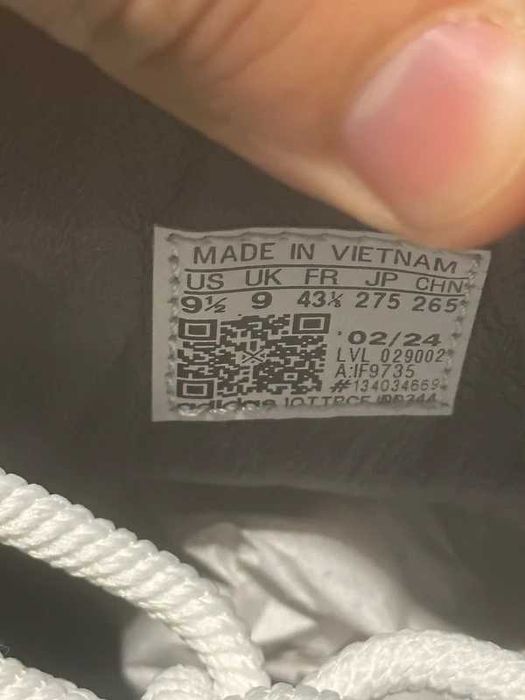 MADE IN VIETNAM
US UK FR JP CHN
9½ 9 43⅓ 275 265
02/24
LVL 029002
A:IF9735
#134034669
adidas